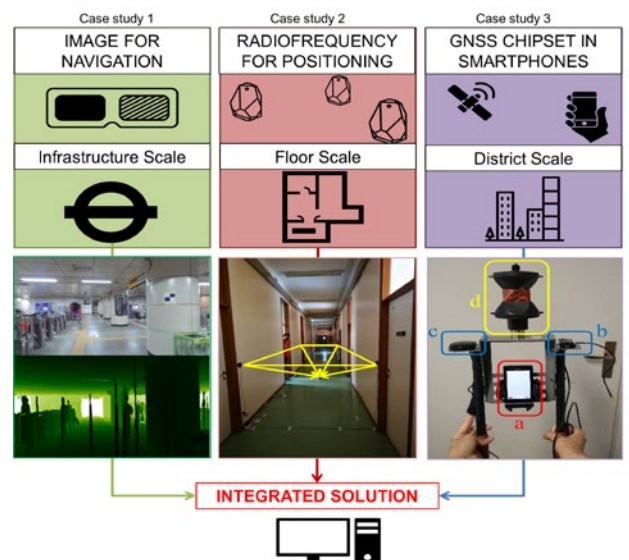 Case study 1
IMAGE FOR
NAVIGATION
Infrastructure Scale
Case study 2
RADIOFREQUENCY
FOR POSITIONING
Floor Scale
Case study 3
GNSS CHIPSET IN
SMARTPHONES
District Scale
d
c
b
a
INTEGRATED SOLUTION